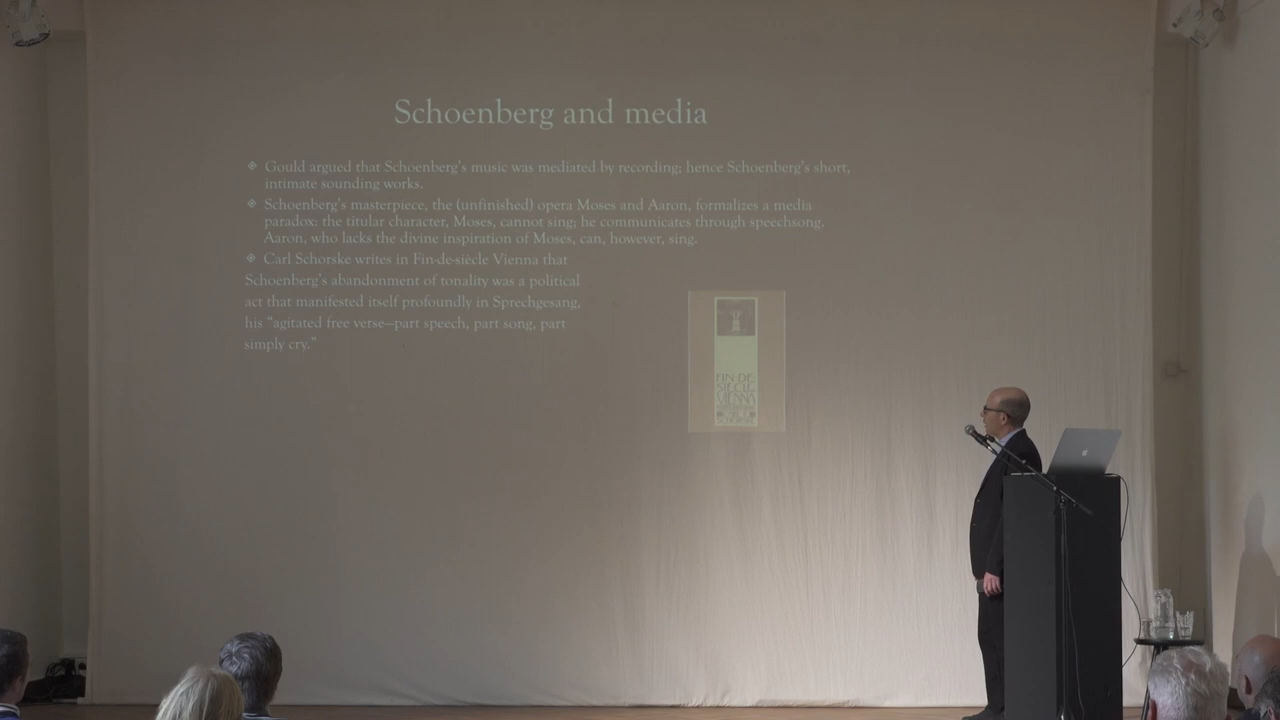 Schoenberg and media
Gould argued that Schoenberg's music was mediated by recording; hence Schoenberg's short,
intimate sounding works.
Schoenberg's masterpiece, the (unfinished) opera Moses and Aaron, formalizes a media
paradox: the titular character, Moses, cannot sing; he communicates through speechsong.
Aaron, who lacks the divine inspiration of Moses, can, however, sing.
Carl Schorske writes in Fin-de-siècle Vienna that
Schoenberg's abandonment of tonality was a political
act that manifested itself profoundly in Sprechgesang,
his “agitated free verse—part speech, part song, part
simply cry.”
FIN-DE-
SIECLE
VIENNA
SCHORSKE